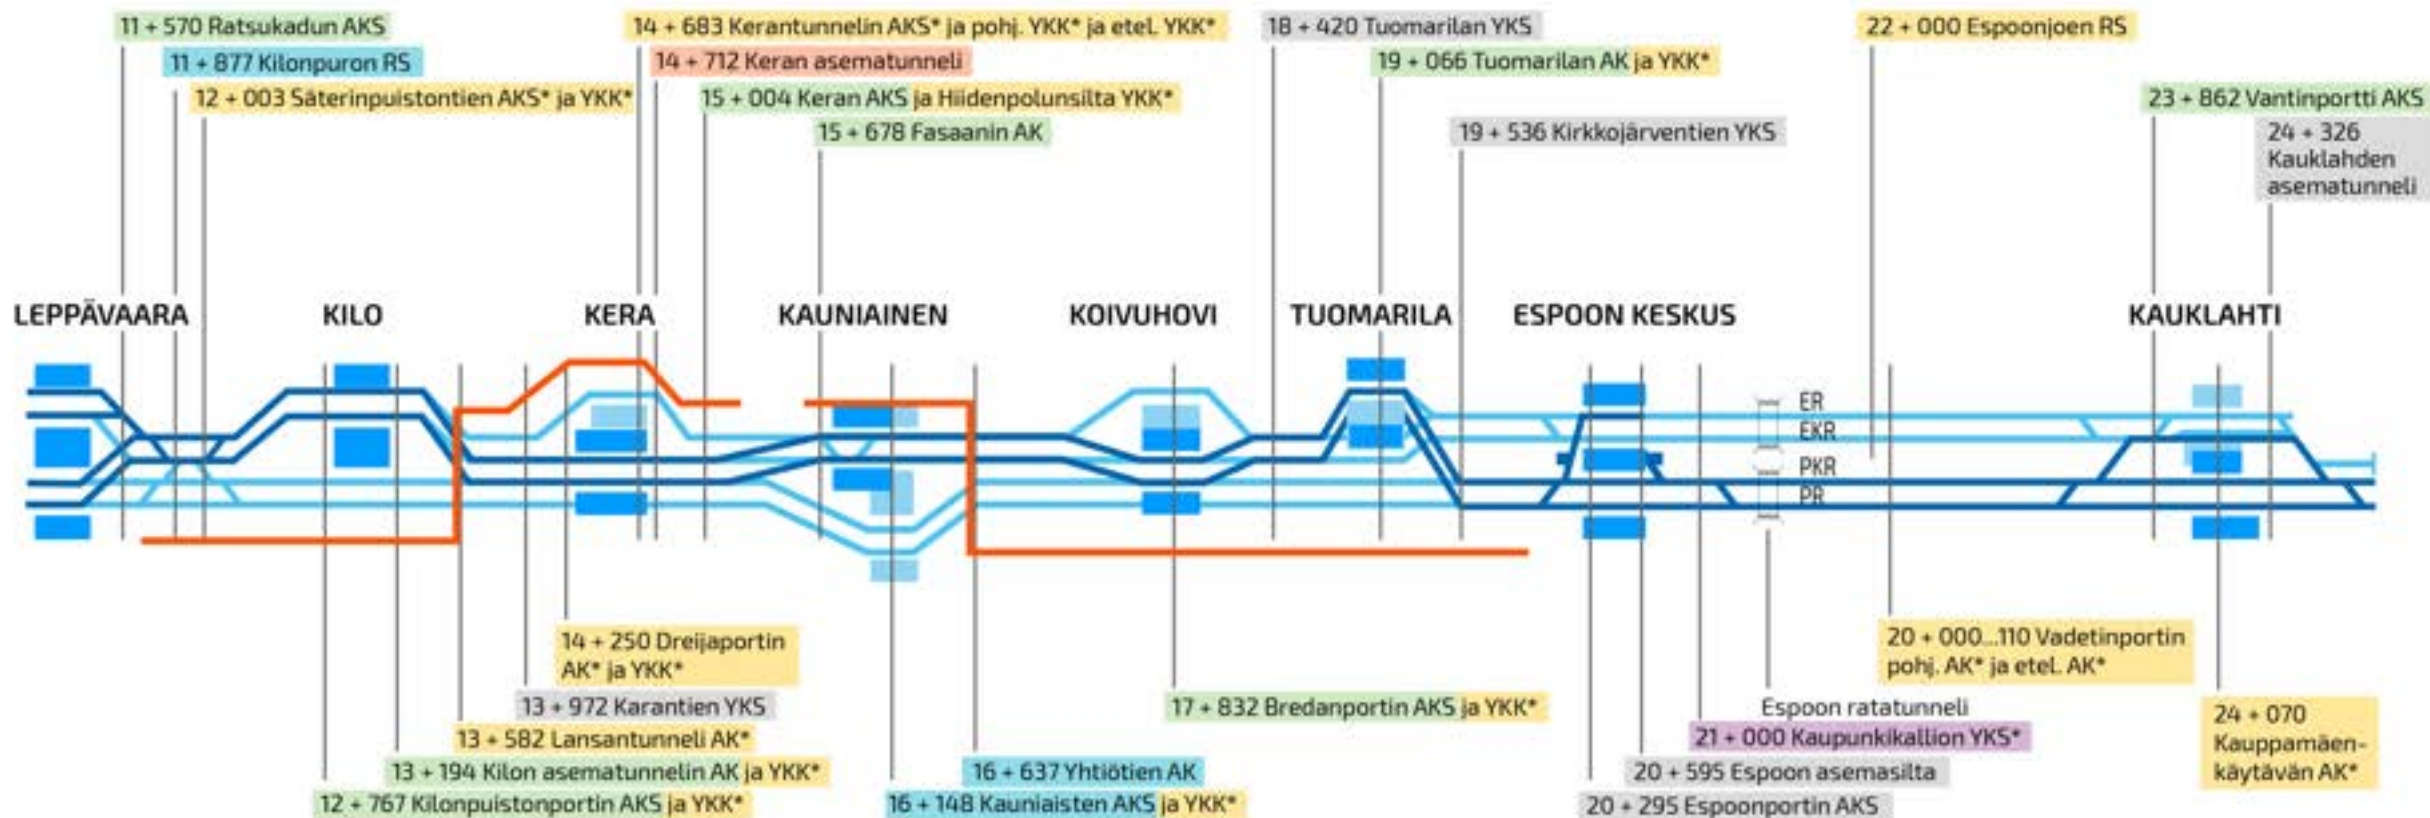 11 + 570 Ratsukadun AKS
11 + 877 Kilonpuron RS
12 + 003 Säterinpuistontien AKS* ja YKK*
14 + 683 Kerantunnelin AKS* ja pohj. YKK* ja etel. YKK*
14 + 712 Keran asematunneli
15 + 004 Keran AKS ja Hiidenpolunsilta YKK*
15 + 678 Fasaanin AK
18 + 420 Tuomarilan YKS
19 + 066 Tuomarilan AK ja YKK*
19 + 536 Kirkkojärventien YKS
22 + 000 Espoonjoen RS
23 + 862 Vantinportti AKS
24 + 326
Kauklahden
asematunneli
LEPPÄVAARA
KILO
KERA
KAUNIAINEN
KOIVUHOVI
TUOMARILA
ESPOON KESKUS
KAUKLAHTI
ER
EKR
PKR
PR
14 + 250 Dreijaportin
AK* ja YKK*
13 + 972 Karantien YKS
13 + 582 Lansantunneli AK*
13 + 194 Kilon asematunnelin AK ja YKK*
12 + 767 Kilonpuistonportin AKS ja YKK*
16 + 637 Yhtiötien AK
16 + 148 Kauniaisten AKS ja YKK*
17 + 832 Bredanportin AKS ja YKK*
20 + 000...110 Vadetinportin
pohj. AK* ja etel. AK*
Espoon ratatunneli
21 + 000 Kaupunkikallion YKS*
20 + 595 Espoon asemasilta
20 + 295 Espoonportin AKS
24 + 070
Kauppamäen-
käytävän AK*